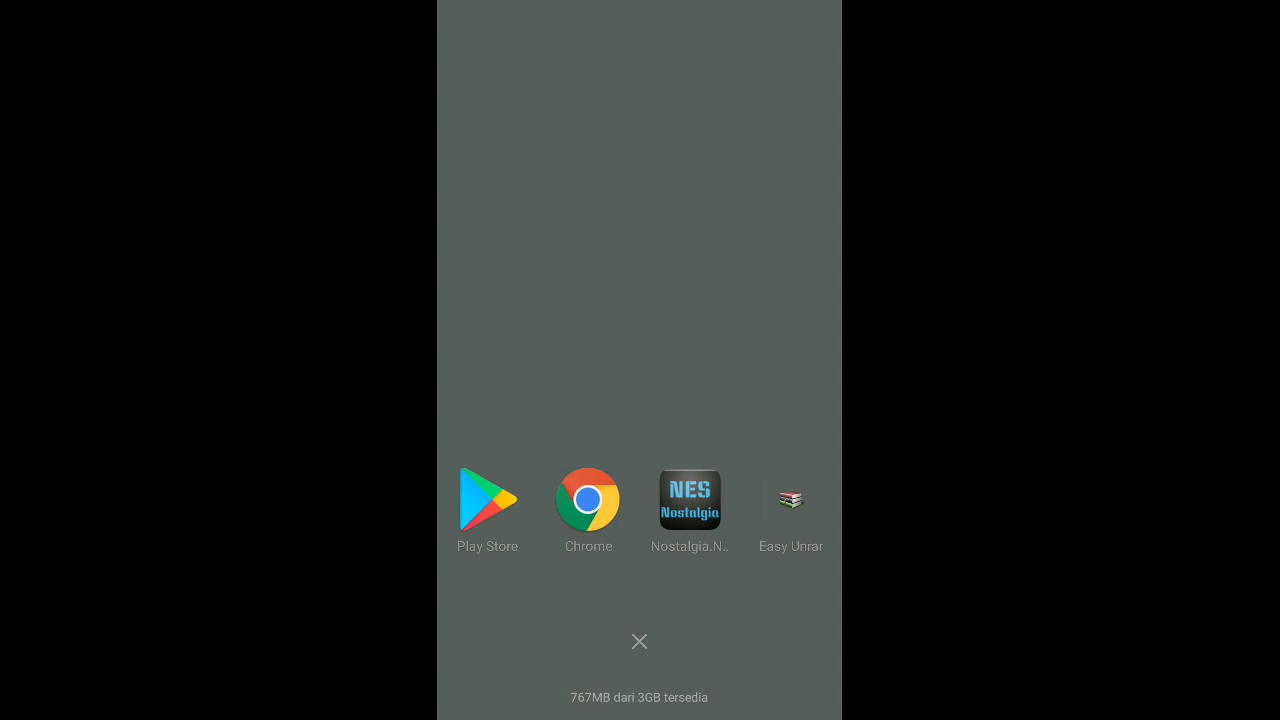 NES
Nostalgia
Play Store
Chrome
Nostalgia.N..
Easy Unrar
767MB dari 3GB tersedia